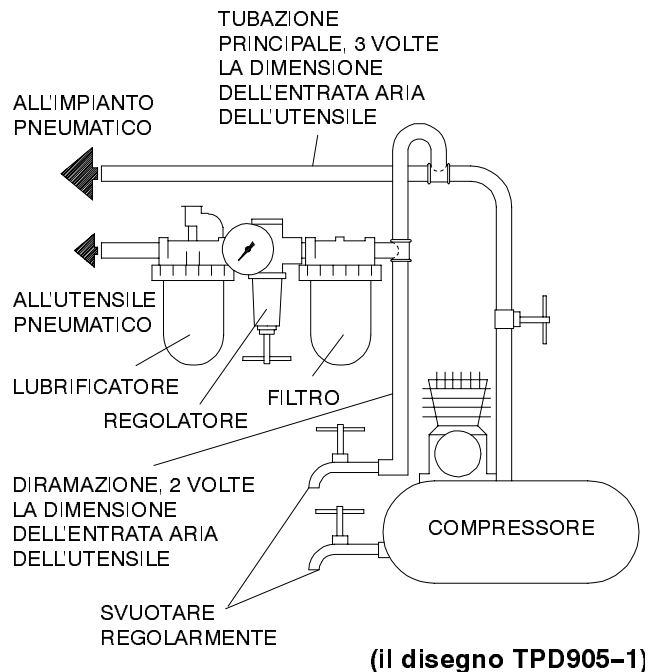 TUBAZIONE
PRINCIPALE, 3 VOLTE
LA DIMENSIONE
DELL'ENTRATA ARIA
DELL'UTENSILE
ALL'IMPIANTO
PNEUMATICO
ALL'UTENSILE
PNEUMATICO
LUBRIFICATORE
REGOLATORE
FILTRO
DIRAMAZIONE, 2 VOLTE
LA DIMENSIONE
DELL'ENTRATA ARIA
DELL'UTENSILE
COMPRESSORE
SVUOTARE
REGOLARMENTE
(il disegno TPD905–1)